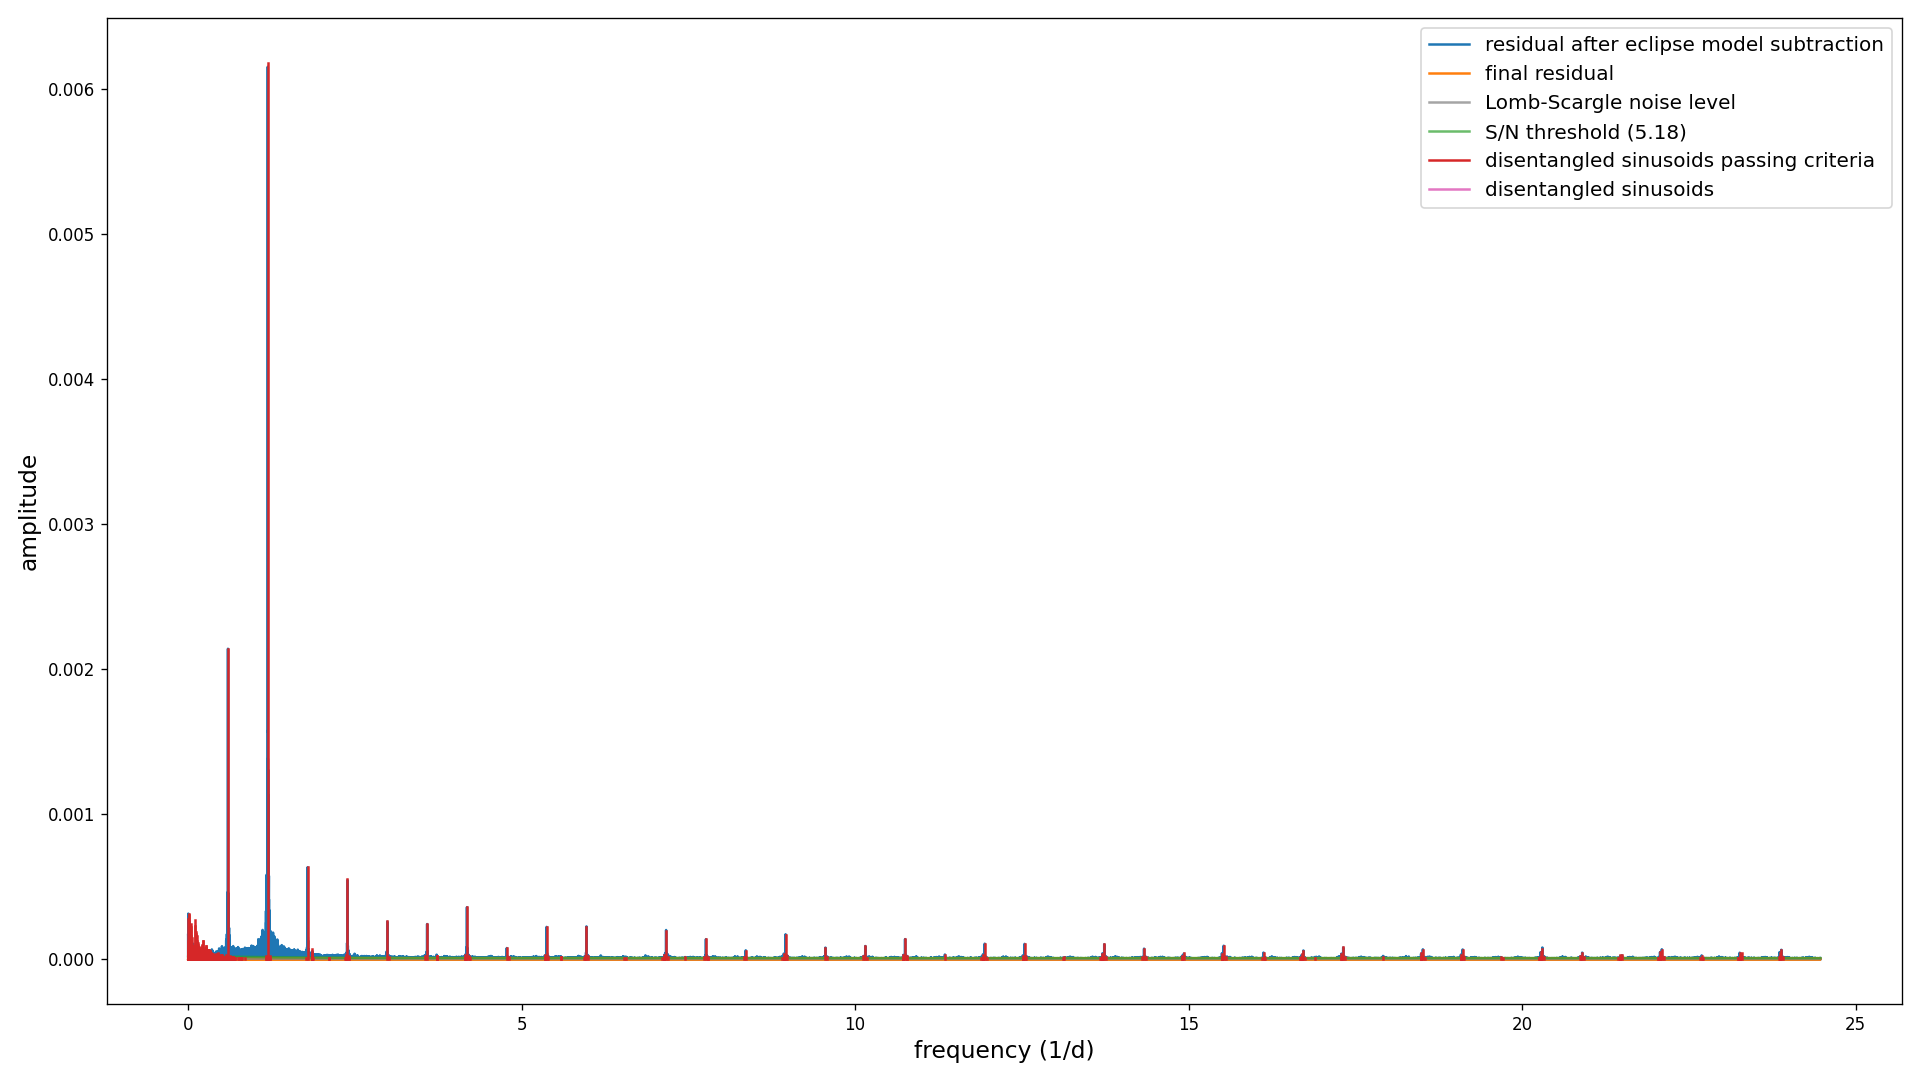 residual after eclipse model subtraction
final residual
Lomb-Scargle noise level
S/N threshold (5.18)
disentangled sinusoids passing criteria
disentangled sinusoids
amplitude
0.006
0.005
0.004
0.003
0.002
0.001
0.000
0 5 10 15 20 25
frequency (1/d)